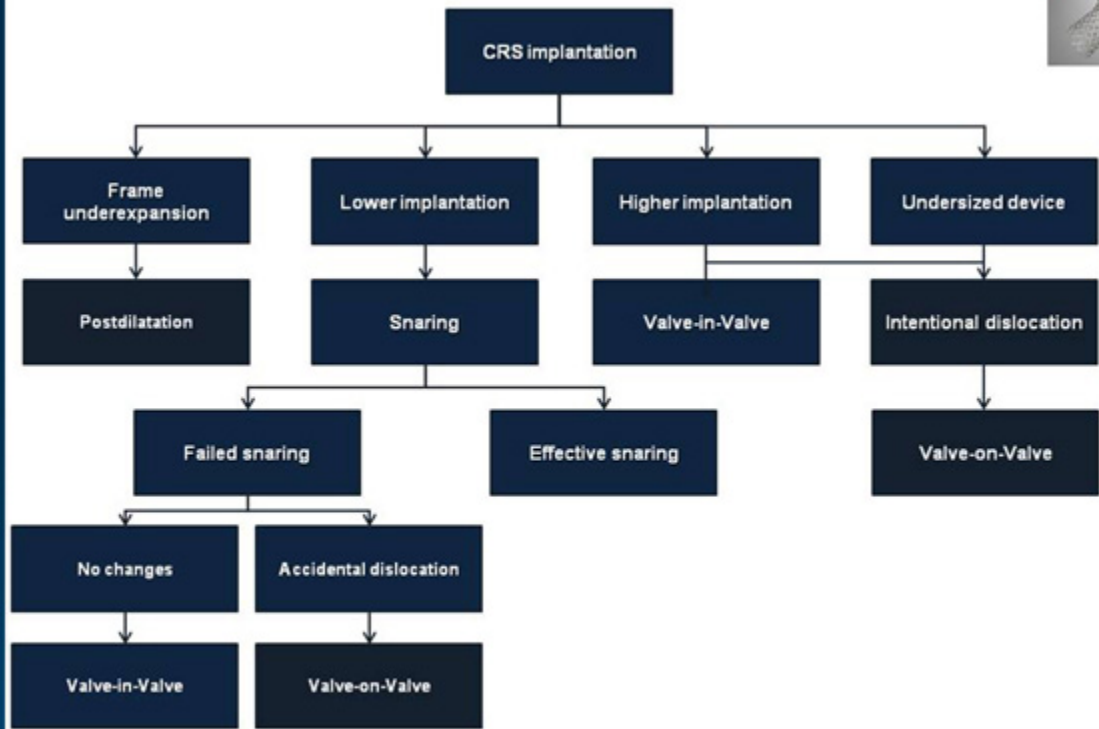 CRS implantation
Frame
underexpansion
Lower implantation
Higher implantation
Undersized device
Postdilatation
Snaring
Valve-in-Valve
Intentional dislocation
Failed snaring
Effective snaring
Valve-on-Valve
No changes
Accidental dislocation
Valve-in-Valve
Valve-on-Valve